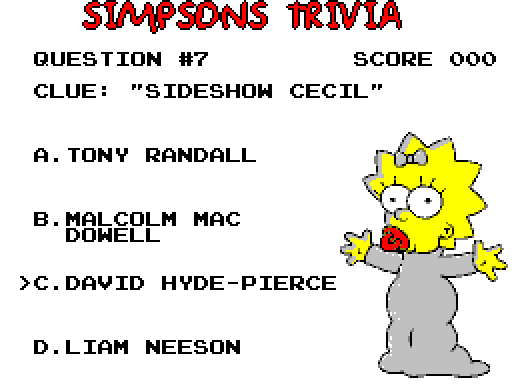 SIMPSONS TRIVIA
QUESTION #7 SCORE 000
CLUE: "SIDESHOW CECIL"
A.TONY RANDALL
B.MALCOLM MAC
DOWELL
>C.DAVID HYDE-PIERCE
D.LIAM NEESON